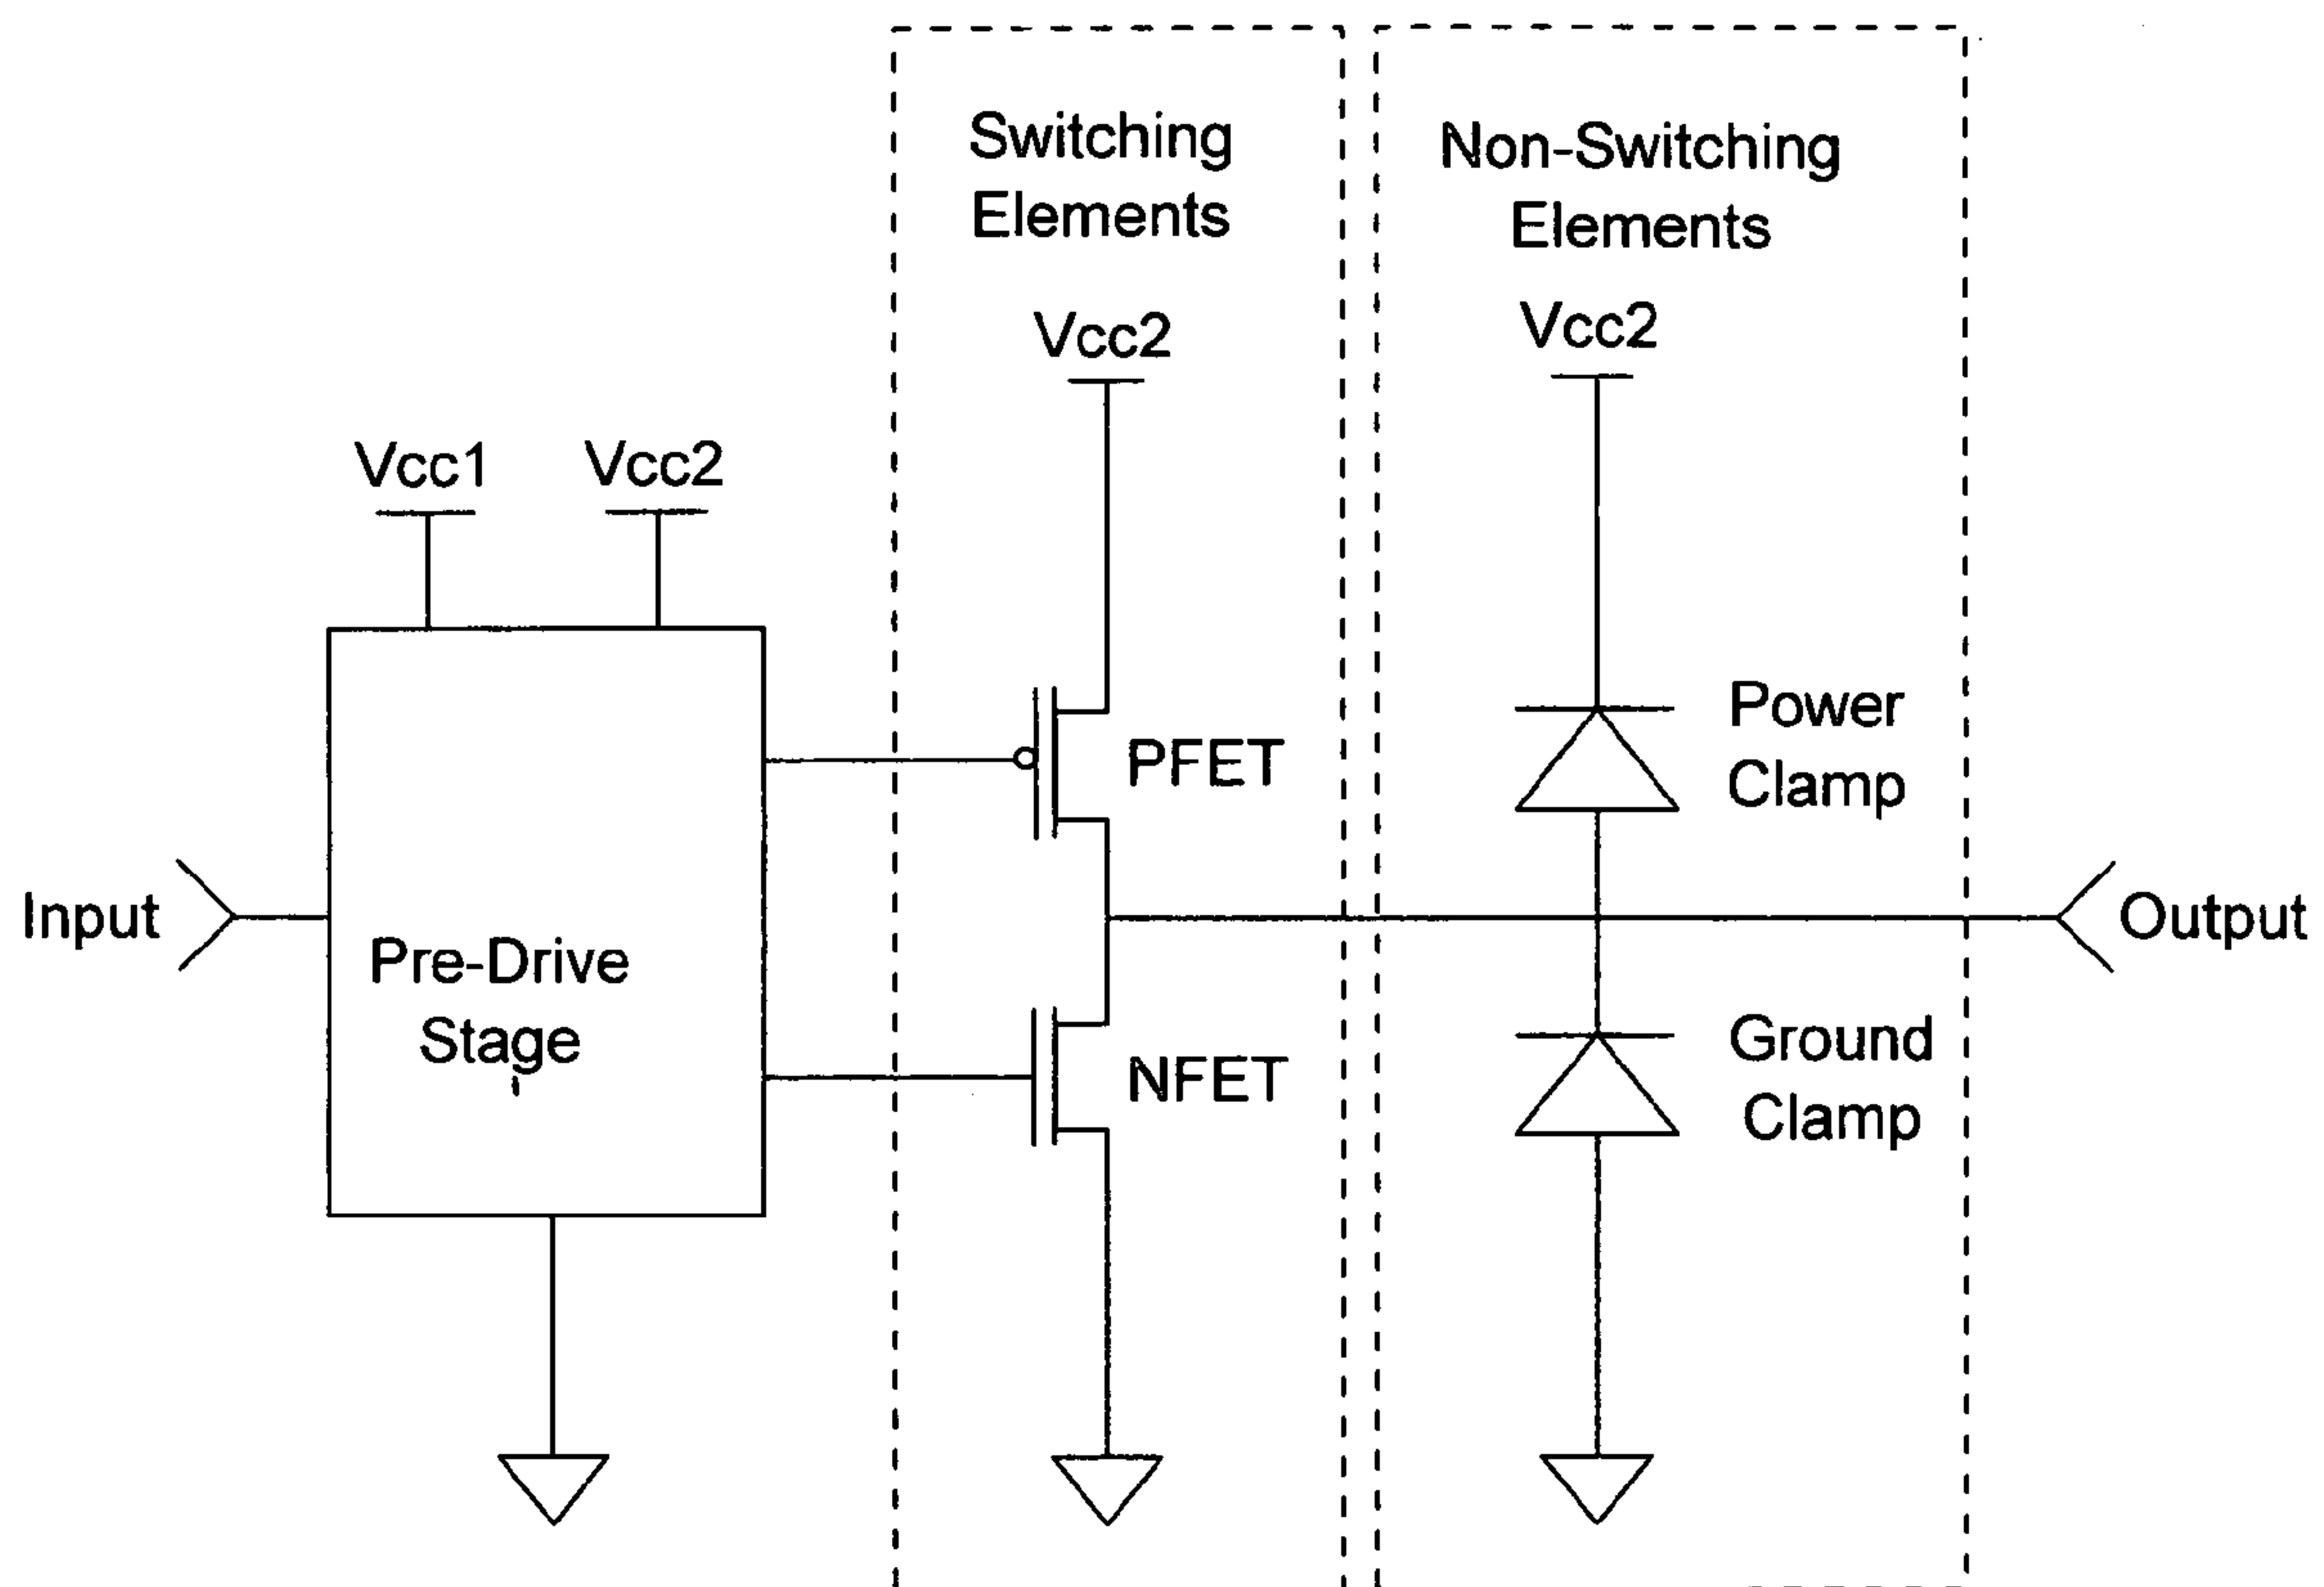 Switching
Elements
Non-Switching
Elements
Vcc2
Vcc2
Vcc1
Vcc2
Power
Clamp
PFET
Input
Output
Pre-Drive
Stage
Ground
Clamp
NFET